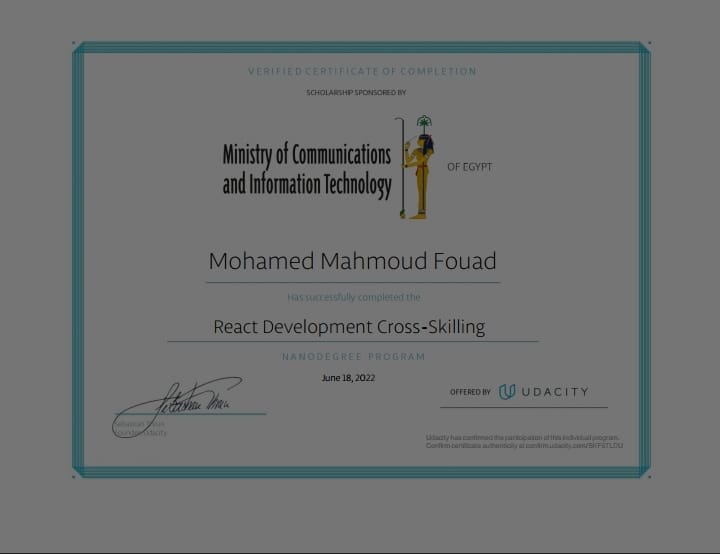 VERIFIED CERTIFICATE OF COMPLETION
SCHOLARSHIP SPONSORED BY
Ministry of Communications
and Information Technology
OF EGYPT
Mohamed Mahmoud Fouad
Has successfully completed the
React Development Cross-Skilling
NANODEGREE PROGRAM
June 18, 2022
OFFERED BY UDACITY
Sebastian Thrun
Founder, Udacity
Udacity has confirmed the participation of this individual program.
Confirm certificate authenticity at confirm.udacity.com/